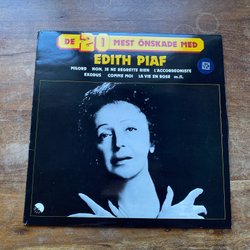 DE 20 MEST ÖNSKADE MED
EDITH PIAF
MILORD NON, JE NE REGRETTE RIEN L'ACCORDEONISTE
EXODUS COMME MOI LA VIE EN ROSE m.fl.